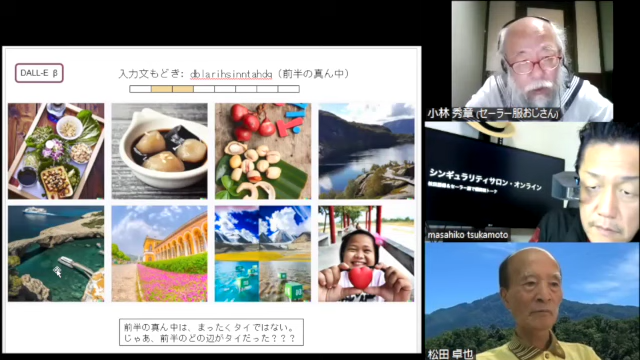 DALL-E β
入力文もどき: dblarihsinntahdq（前半の真ん中）
前半の真ん中は、まったくタイではない。
じゃあ、前半のどの辺がタイだった？？？
小林 秀章 (セーラー服おじさん)
シンギュラリティサロン・オンライン
masahiko tsukamoto
松田 卓也